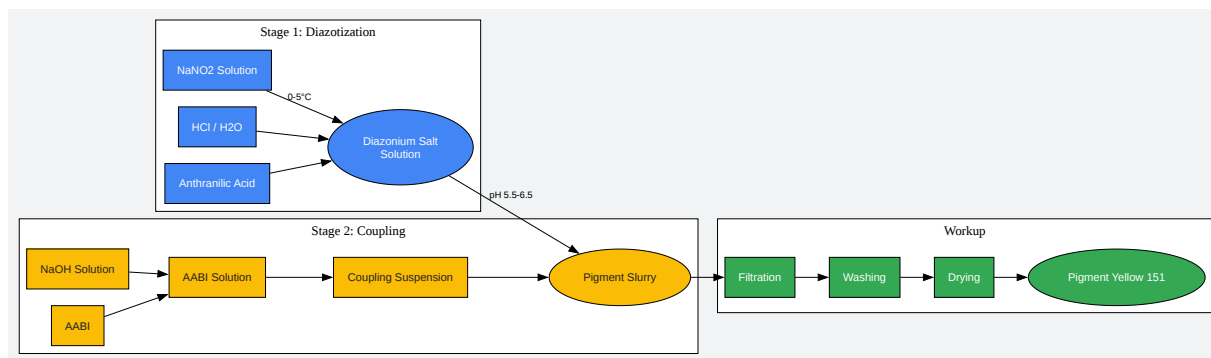 Stage 1: Diazotization
NaNO2 Solution
0-5°C
HCl / H2O
Diazonium Salt
Solution
Anthranilic Acid
pH 5.5-6.5
Stage 2: Coupling
NaOH Solution
AABI Solution
Coupling Suspension
Pigment Slurry
AABI
Workup
Filtration
Washing
Drying
Pigment Yellow 151